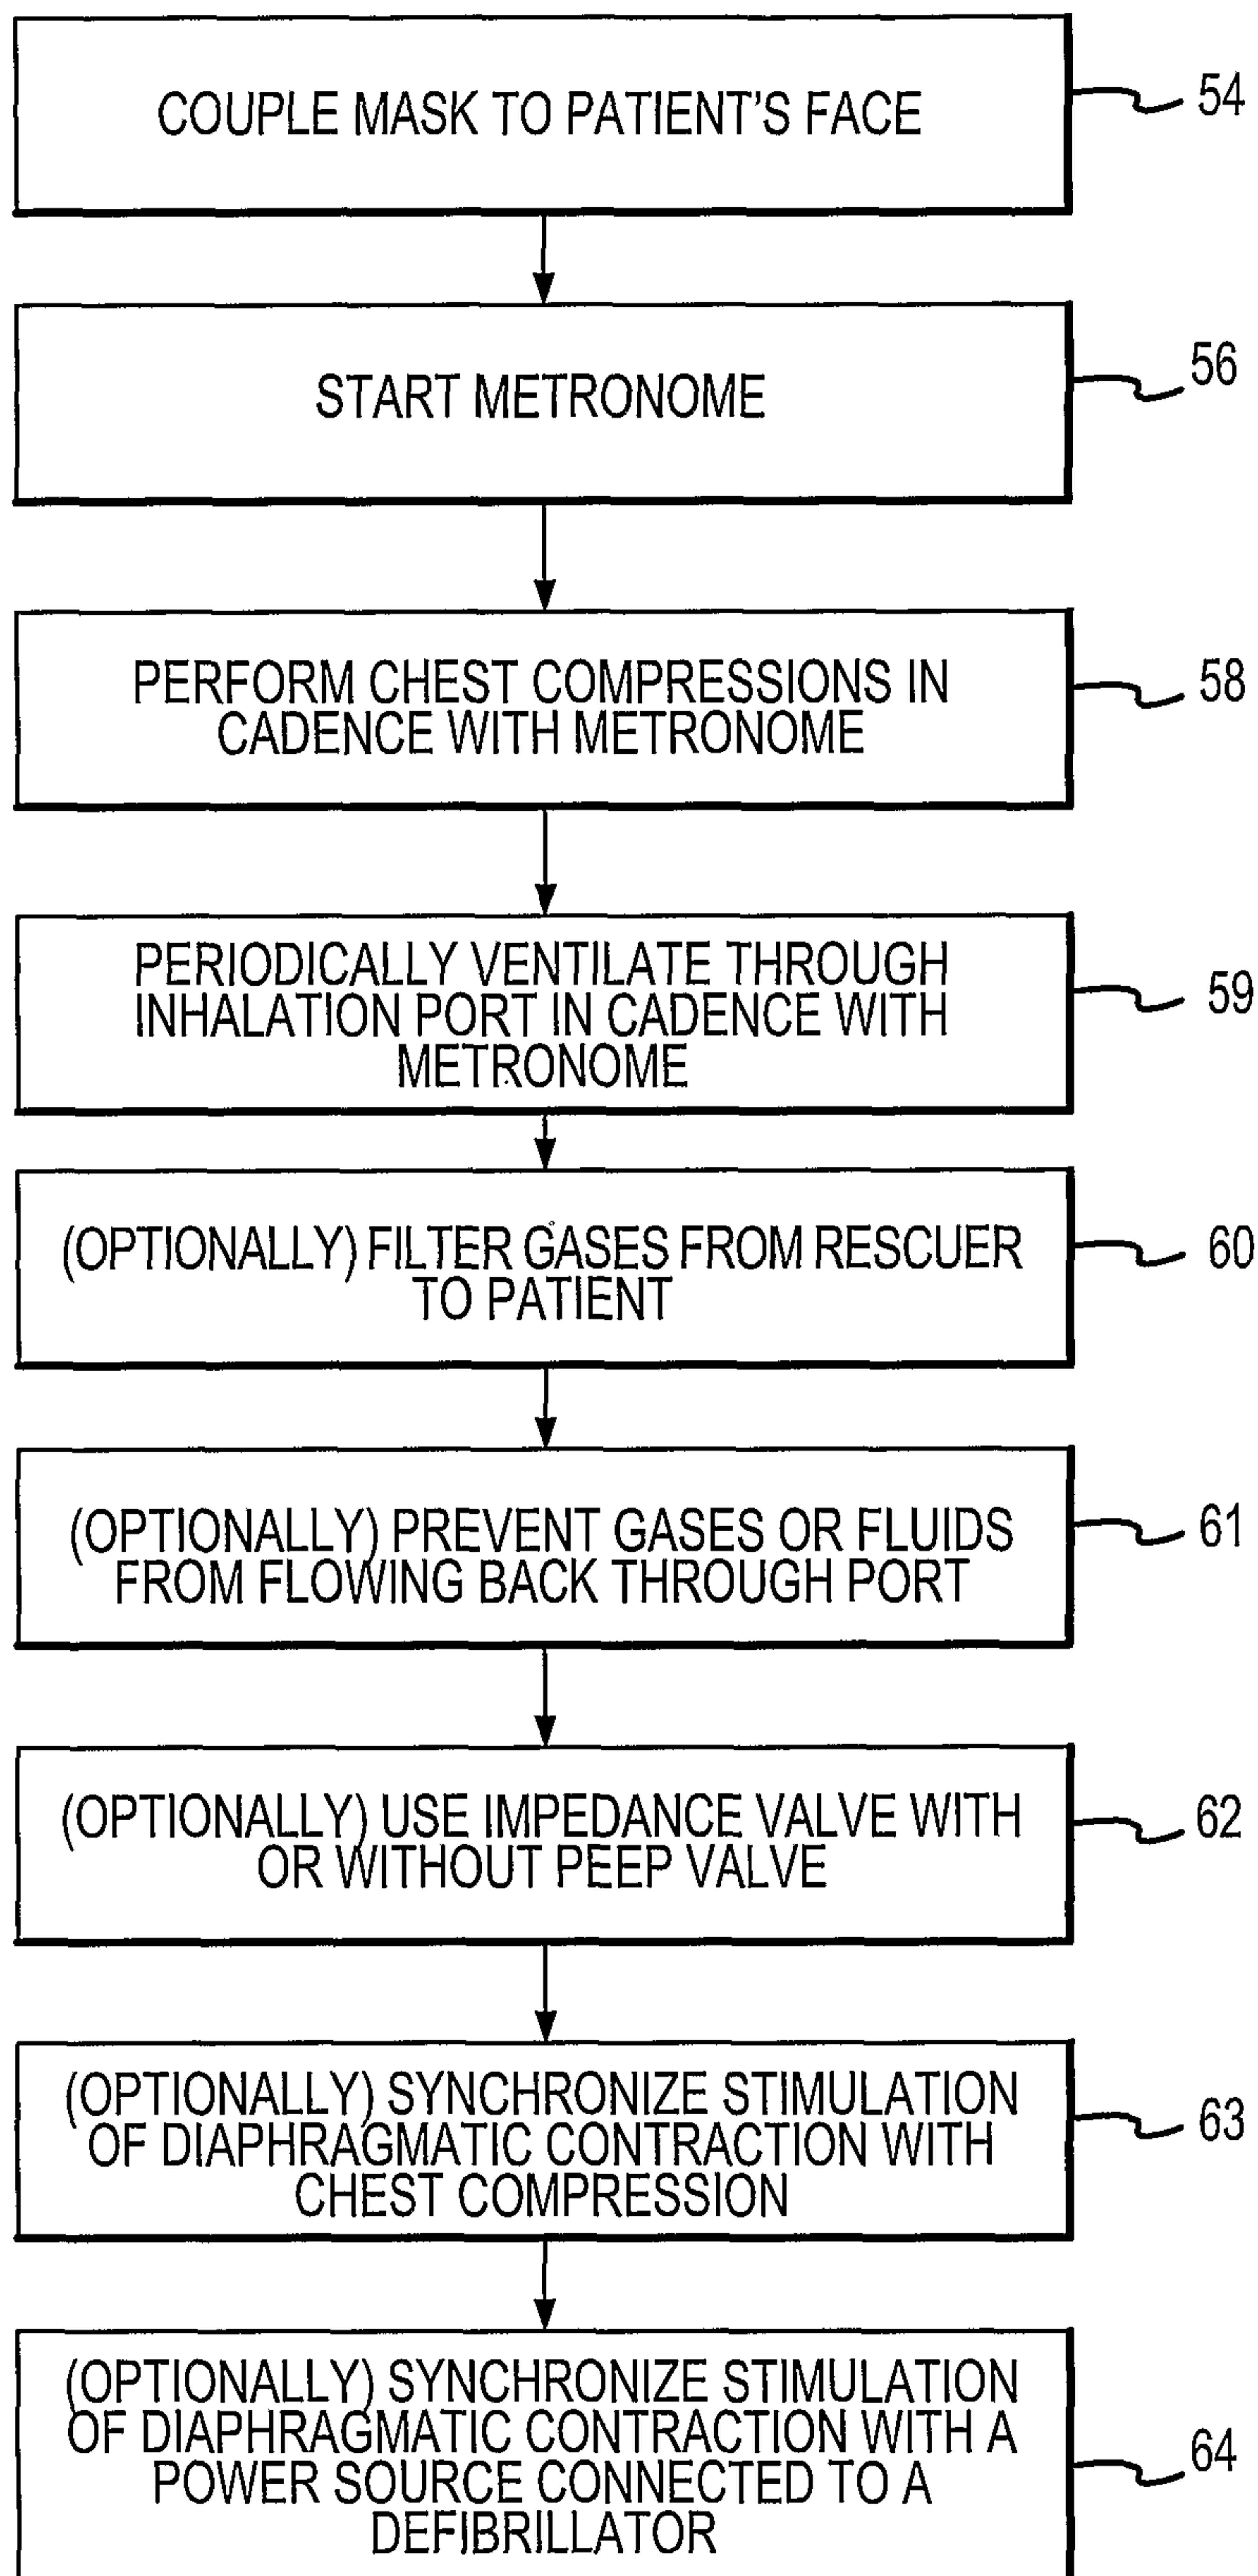 COUPLE MASK TO PATIENT'S FACE
54
START METRONOME
56
PERFORM CHEST COMPRESSIONS IN
CADENCE WITH METRONOME
58
PERIODICALLY VENTILATE THROUGH
INHALATION PORT IN CADENCE WITH
METRONOME
59
(OPTIONALLY) FILTER GASES FROM RESCUER
TO PATIENT
60
(OPTIONALLY) PREVENT GASES OR FLUIDS
FROM FLOWING BACK THROUGH PORT
61
(OPTIONALLY) USE IMPEDANCE VALVE WITH
OR WITHOUT PEEP VALVE
62
(OPTIONALLY) SYNCHRONIZE STIMULATION
OF DIAPHRAGMATIC CONTRACTION WITH
CHEST COMPRESSION
63
(OPTIONALLY) SYNCHRONIZE STIMULATION
OF DIAPHRAGMATIC CONTRACTION WITH A
POWER SOURCE CONNECTED TO A
DEFIBRILLATOR
64